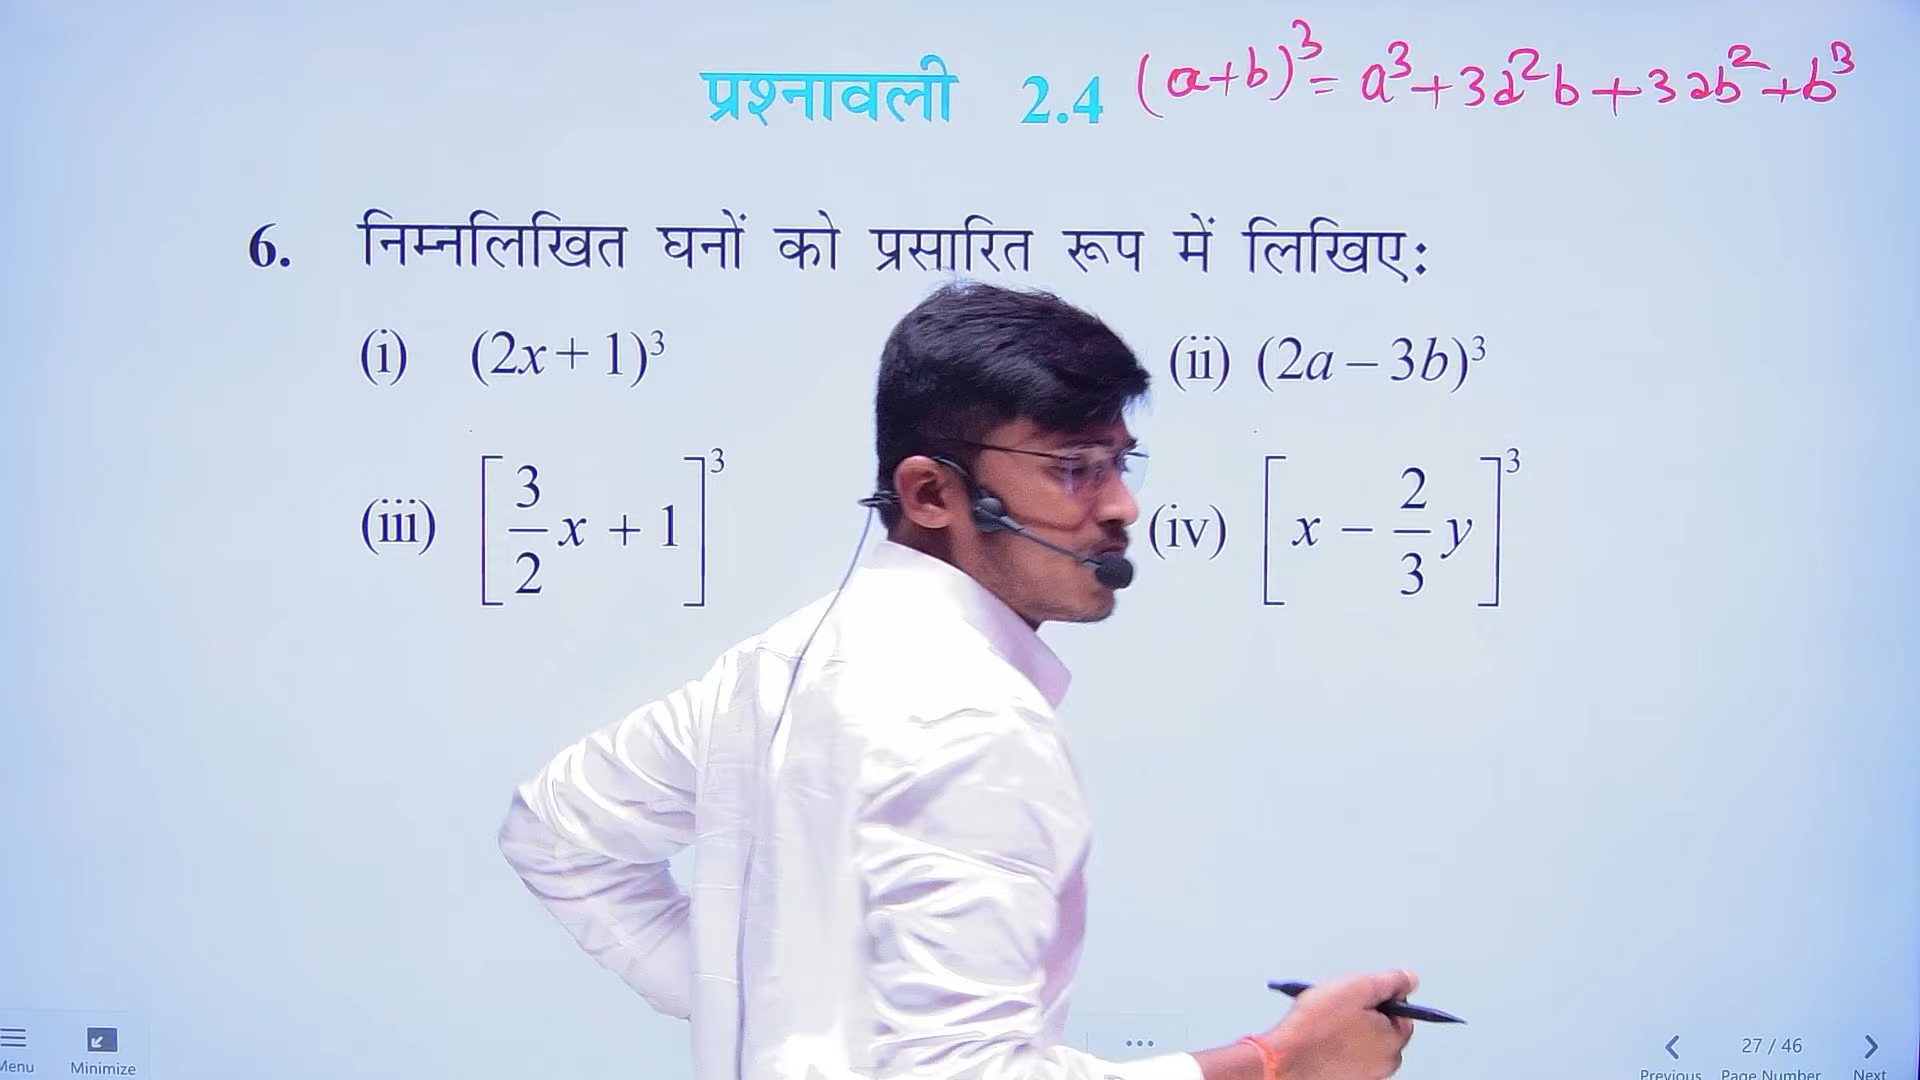 प्रश्नावली 2.4 (a+b)³ = a³+3a²b+3ab²+b³
6. निम्नलिखित घनों को प्रसारित रूप में लिखिए:
(i) (2x + 1)³ (ii) (2a – 3b)³
(iii) [3/2 x + 1]³ (iv) [x – 2/3 y]³
Menu Minimize ... 27 / 46
Previous Page Number Next